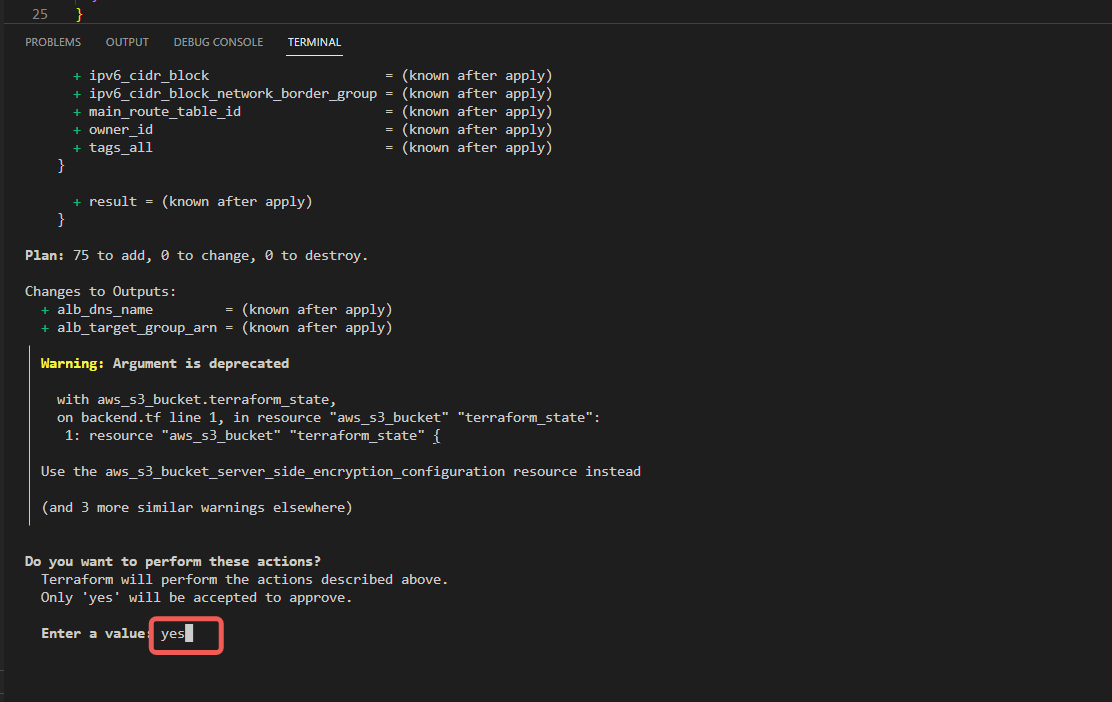 25 }
PROBLEMS OUTPUT DEBUG CONSOLE TERMINAL
+ ipv6_cidr_block = (known after apply)
+ ipv6_cidr_block_network_border_group = (known after apply)
+ main_route_table_id = (known after apply)
+ owner_id = (known after apply)
+ tags_all = (known after apply)
}
+ result = (known after apply)
}
Plan: 75 to add, 0 to change, 0 to destroy.
Changes to Outputs:
+ alb_dns_name = (known after apply)
+ alb_target_group_arn = (known after apply)
Warning: Argument is deprecated
with aws_s3_bucket.terraform_state,
on backend.tf line 1, in resource "aws_s3_bucket" "terraform_state":
1: resource "aws_s3_bucket" "terraform_state" {
Use the aws_s3_bucket_server_side_encryption_configuration resource instead
(and 3 more similar warnings elsewhere)
Do you want to perform these actions?
Terraform will perform the actions described above.
Only 'yes' will be accepted to approve.
Enter a value: yes